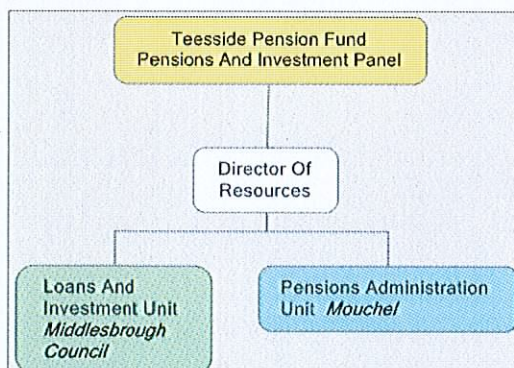 Teesside Pension Fund
Pensions And Investment Panel
Director Of
Resources
Loans And
Investment Unit
Middlesbrough
Council
Pensions Administration
Unit Mouchel